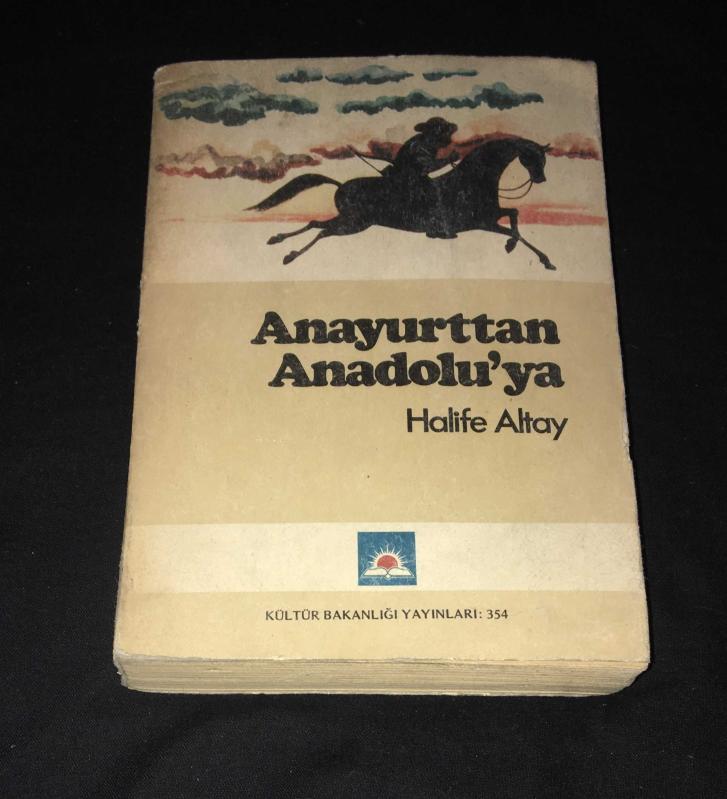 Anayurttan
Anadolu'ya
Halife Altay
KÜLTÜR BAKANLIĞI YAYINLARI: 354